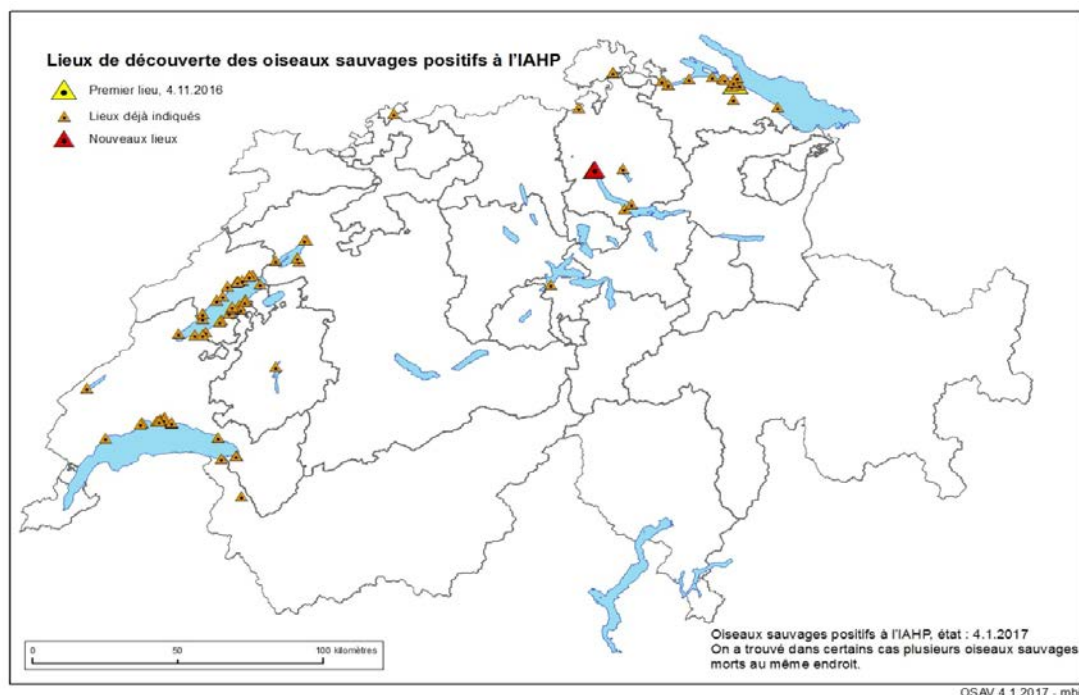 Lieux de découverte des oiseaux sauvages positifs à l'IAHP
Premier lieu, 4.11.2016
Lieux déjà indiqués
Nouveaux lieux
0 50 100 kilomètres
Oiseaux sauvages positifs à l'IAHP, état : 4.1.2017
On a trouvé dans certains cas plusieurs oiseaux sauvages
morts au même endroit.
OSAV 4.1.2017 - mb